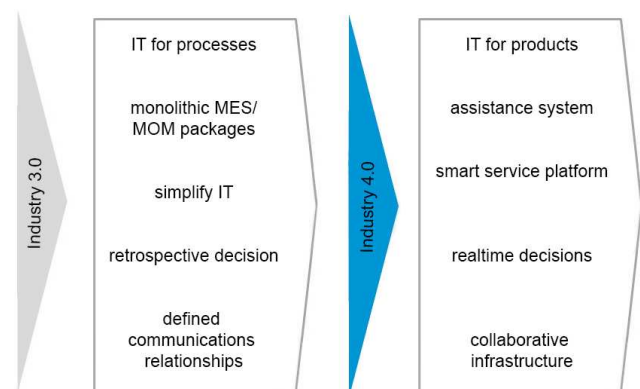 Industry 3.0
IT for processes
monolithic MES/
MOM packages
simplify IT
retrospective decision
defined
communications
relationships
Industry 4.0
IT for products
assistance system
smart service platform
realtime decisions
collaborative
infrastructure